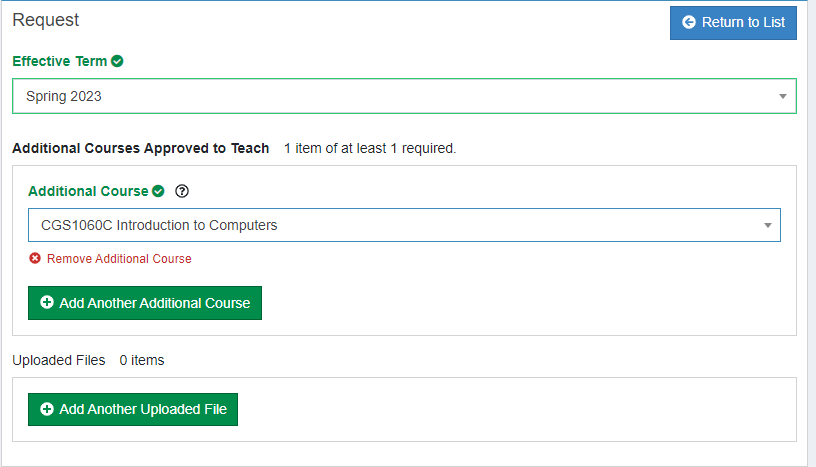 Request
Return to List
Effective Term
Spring 2023
Additional Courses Approved to Teach 1 item of at least 1 required.
Additional Course
CGS1060C Introduction to Computers
Remove Additional Course
Add Another Additional Course
Uploaded Files 0 items
Add Another Uploaded File